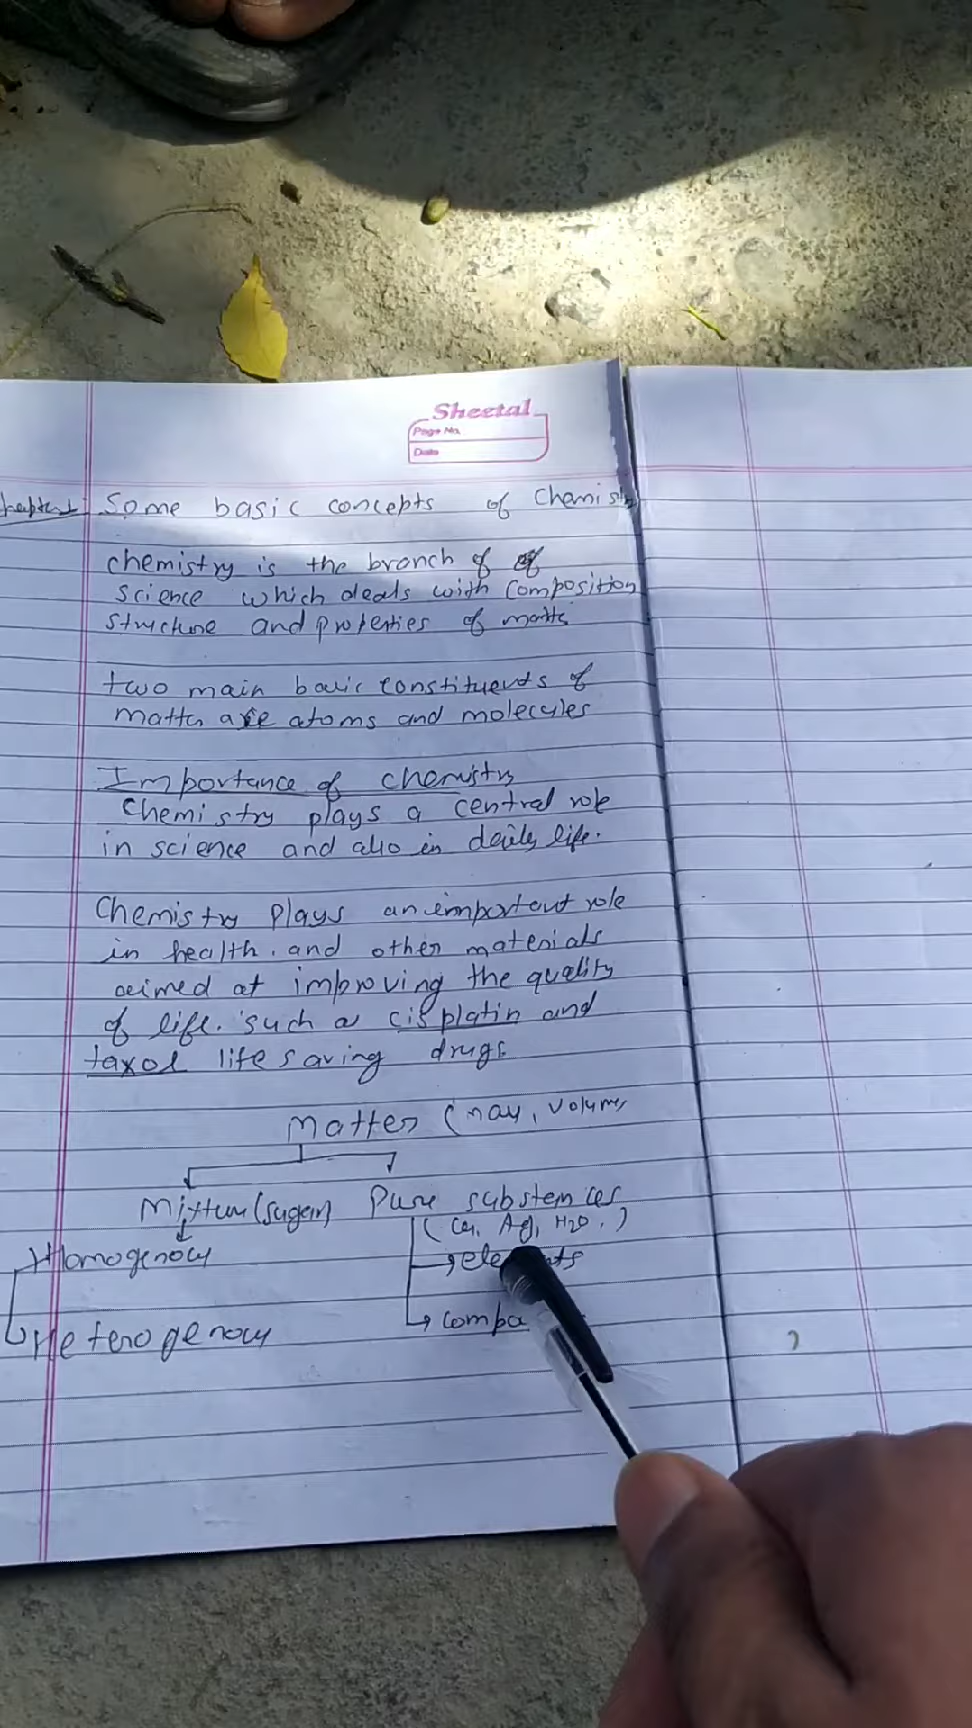 Sheetal
Page No.
Date
Chapter 1 Some basic concepts of Chemistry
chemistry is the branch of of
science which deals with composition
structure and properties of matter
two main basic constituents of
matter are atoms and molecules
Importance of chemistry
Chemistry plays a central role
in science and also in daily life.
Chemistry plays an important role
in health, and other materials
aimed at improving the quality
of life. such as cisplatin and
taxol life saving drugs
Matter (mass, volume,
Mixture (sugar) Pure substances
( Ag, H2O, )
Homogenous elements
Heterogenous compo